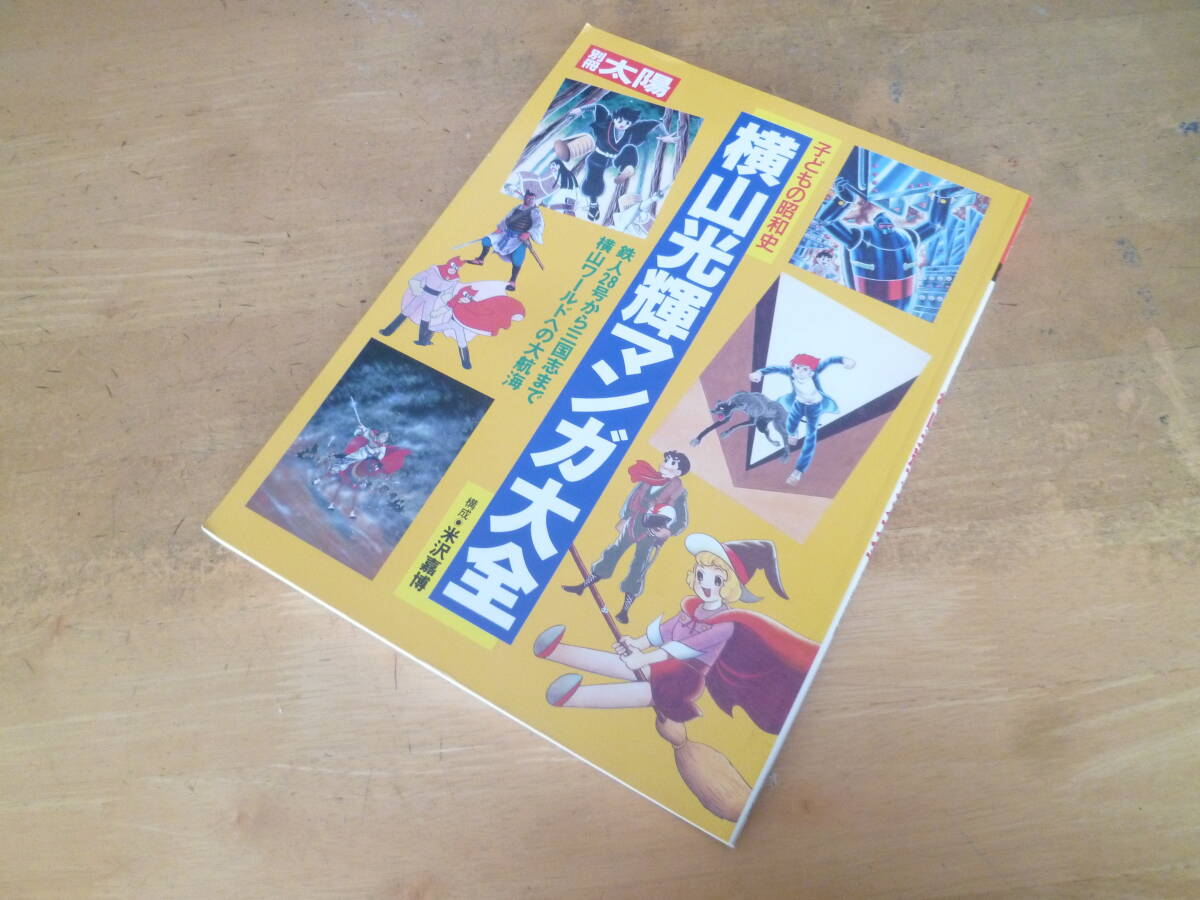 別冊太陽
子どもの昭和史
横山光輝マンガ大全
鉄人28号から三国志まで
横山ワールドへの大航海
構成・米沢嘉博